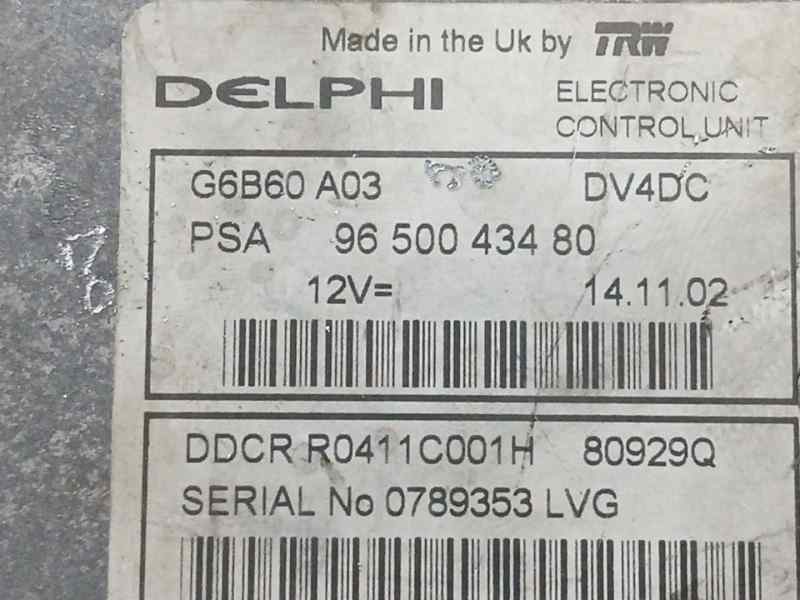 Made in the Uk by TRW
DELPHI ELECTRONIC
CONTROL UNIT
G6B60 A03 DV4DC
PSA 96 500 434 80
12V= 14.11.02
DDCR R0411C001H 80929Q
SERIAL No 0789353 LVG